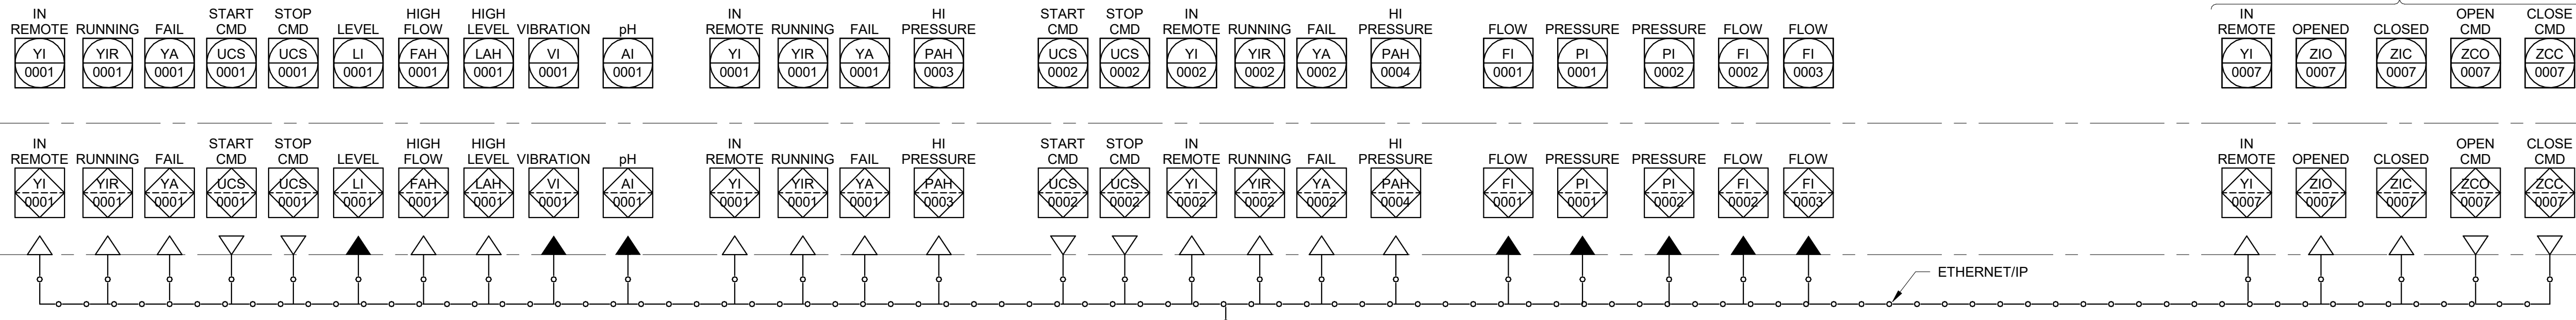 IN REMOTE RUNNING FAIL START CMD STOP CMD LEVEL HIGH FLOW HIGH LEVEL VIBRATION pH IN REMOTE RUNNING FAIL HI PRESSURE START CMD STOP CMD IN REMOTE RUNNING FAIL HI PRESSURE FLOW PRESSURE PRESSURE FLOW FLOW IN REMOTE OPENED CLOSED OPEN CMD CLOSE CMD
YI YIR YA UCS UCS LI FAH LAH VI AI YI YIR YA PAH UCS UCS YI YIR YA PAH FI PI PI FI FI YI ZIO ZIC ZCO ZCC
0001 0001 0001 0001 0001 0001 0001 0001 0001 0001 0001 0001 0001 0003 0002 0002 0002 0002 0002 0004 0001 0001 0002 0002 0003 0007 0007 0007 0007 0007
IN REMOTE RUNNING FAIL START CMD STOP CMD LEVEL HIGH FLOW HIGH LEVEL VIBRATION pH IN REMOTE RUNNING FAIL HI PRESSURE START CMD STOP CMD IN REMOTE RUNNING FAIL HI PRESSURE FLOW PRESSURE PRESSURE FLOW FLOW IN REMOTE OPENED CLOSED OPEN CMD CLOSE CMD
YI YIR YA UCS UCS LI FAH LAH VI AI YI YIR YA PAH UCS UCS YI YIR YA PAH FI PI PI FI FI YI ZIO ZIC ZCO ZCC
0001 0001 0001 0001 0001 0001 0001 0001 0001 0001 0001 0001 0001 0003 0002 0002 0002 0002 0002 0004 0001 0001 0002 0002 0003 0007 0007 0007 0007 0007
ETHERNET/IP